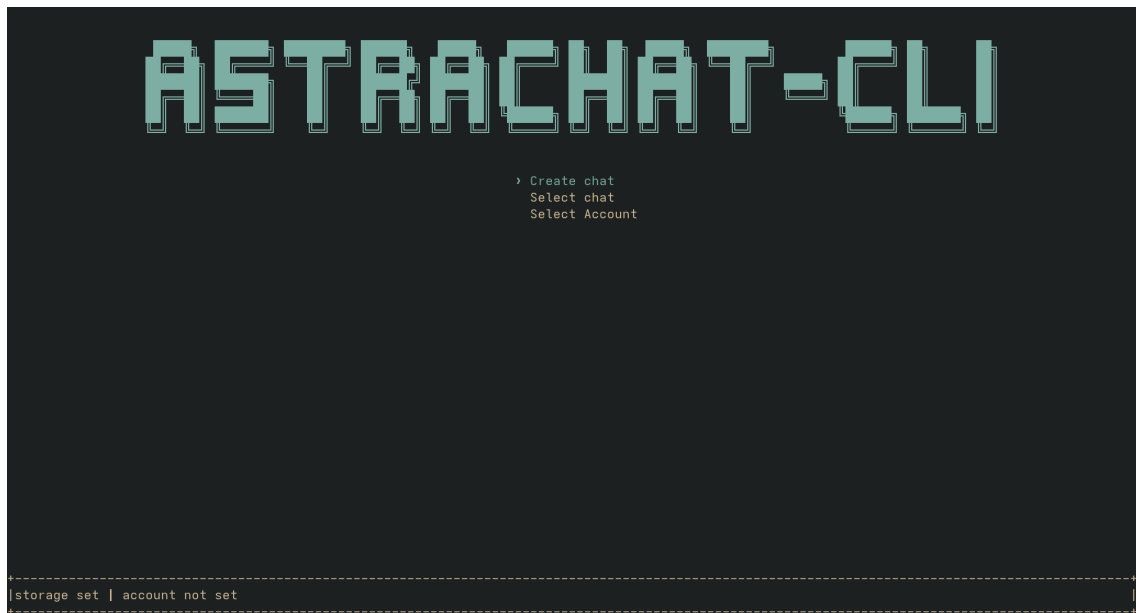 ASTRACHAT-CLI
› Create chat
Select chat
Select Account
|storage set | account not set |